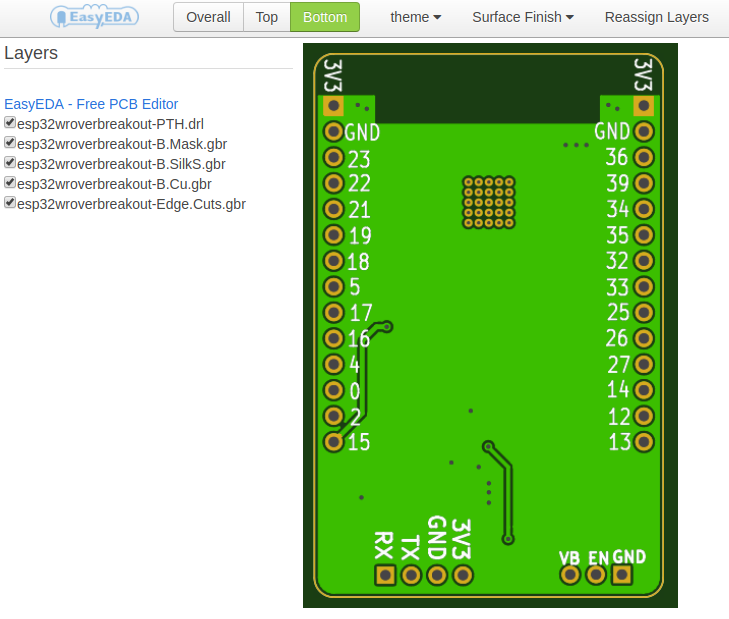 EasyEDA
Overall
Top
Bottom
theme
Surface Finish
Reassign Layers
Layers
EasyEDA - Free PCB Editor
esp32wroverbreakout-PTH.drl
esp32wroverbreakout-B.Mask.gbr
esp32wroverbreakout-B.SilkS.gbr
esp32wroverbreakout-B.Cu.gbr
esp32wroverbreakout-Edge.Cuts.gbr
3V3
GND
23
22
21
19
18
5
17
16
4
0
2
15
3V3
GND
36
39
34
35
32
33
25
26
27
14
12
13
RX
TX
GND
3V3
VB
EN
GND